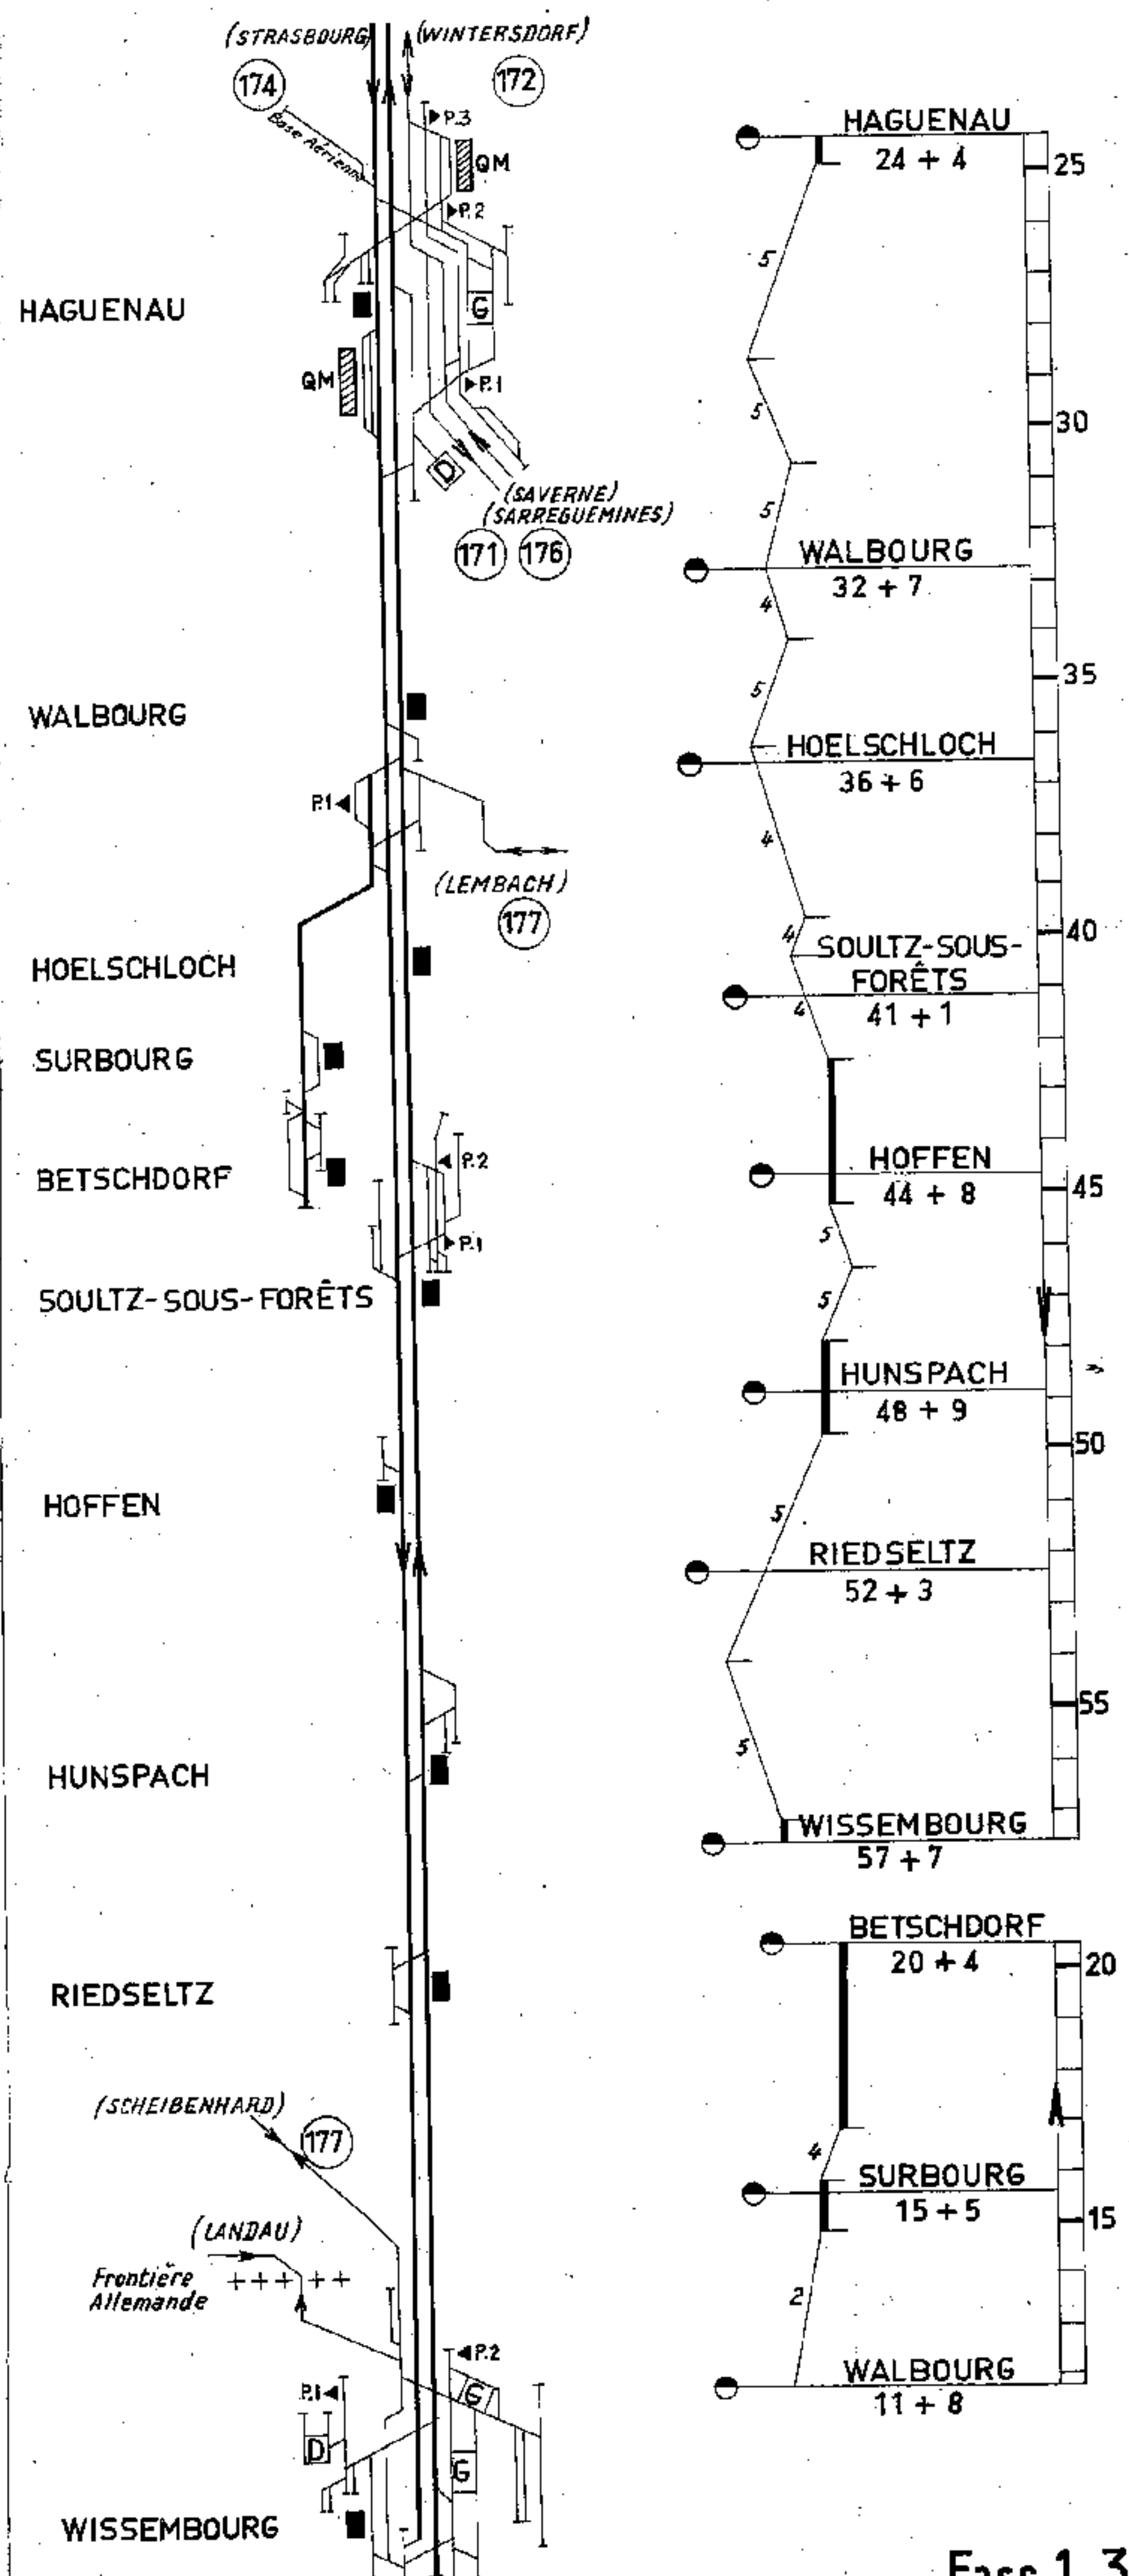 (STRASBOURG)
(WINTERSDORF)
174
172
Base Aérienne
P.3
QM
P.2
HAGUENAU
G
QM
P.1
D
(SAVERNE)
(SARREGUEMINES)
171
176
WALBOURG
P.1
(LEMBACH)
177
HOELSCHLOCH
SURBOURG
BETSCHDORF
P.2
P.1
SOULTZ-SOUS-FORÊTS
HOFFEN
HUNSPACH
RIEDSELTZ
(SCHEIBENHARD)
177
(LANDAU)
Frontière + + + + +
Allemande
P.2
P.1
G
D
G
WISSEMBOURG
HAGUENAU
24 + 4
25
5
5
30
5
WALBOURG
32 + 7
4
5
35
HOELSCHLOCH
36 + 6
4
4
40
SOULTZ-SOUS-
FORÊTS
41 + 1
4
HOFFEN
44 + 8
45
5
5
HUNSPACH
48 + 9
50
5
RIEDSELTZ
52 + 3
55
5
WISSEMBOURG
57 + 7
BETSCHDORF
20 + 4
20
4
SURBOURG
15 + 5
15
2
WALBOURG
11 + 8